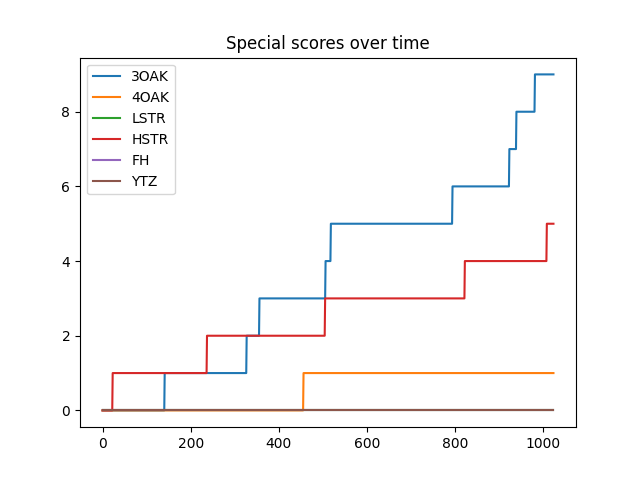 Special scores over time
3OAK
4OAK
LSTR
HSTR
FH
YTZ
8
6
4
2
0
0 200 400 600 800 1000